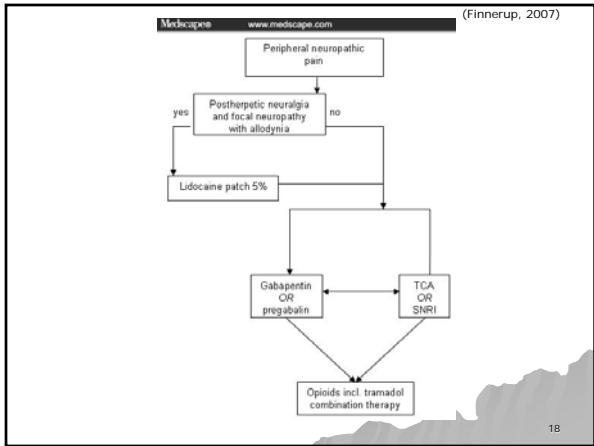 (Finnerup, 2007)
Medscape® www.medscape.com
Peripheral neuropathic
pain
Postherpetic neuralgia
and focal neuropathy
with allodynia
yes
no
Lidocaine patch 5%
Gabapentin
OR
pregabalin
TCA
OR
SNRI
Opioids incl. tramadol
combination therapy
18